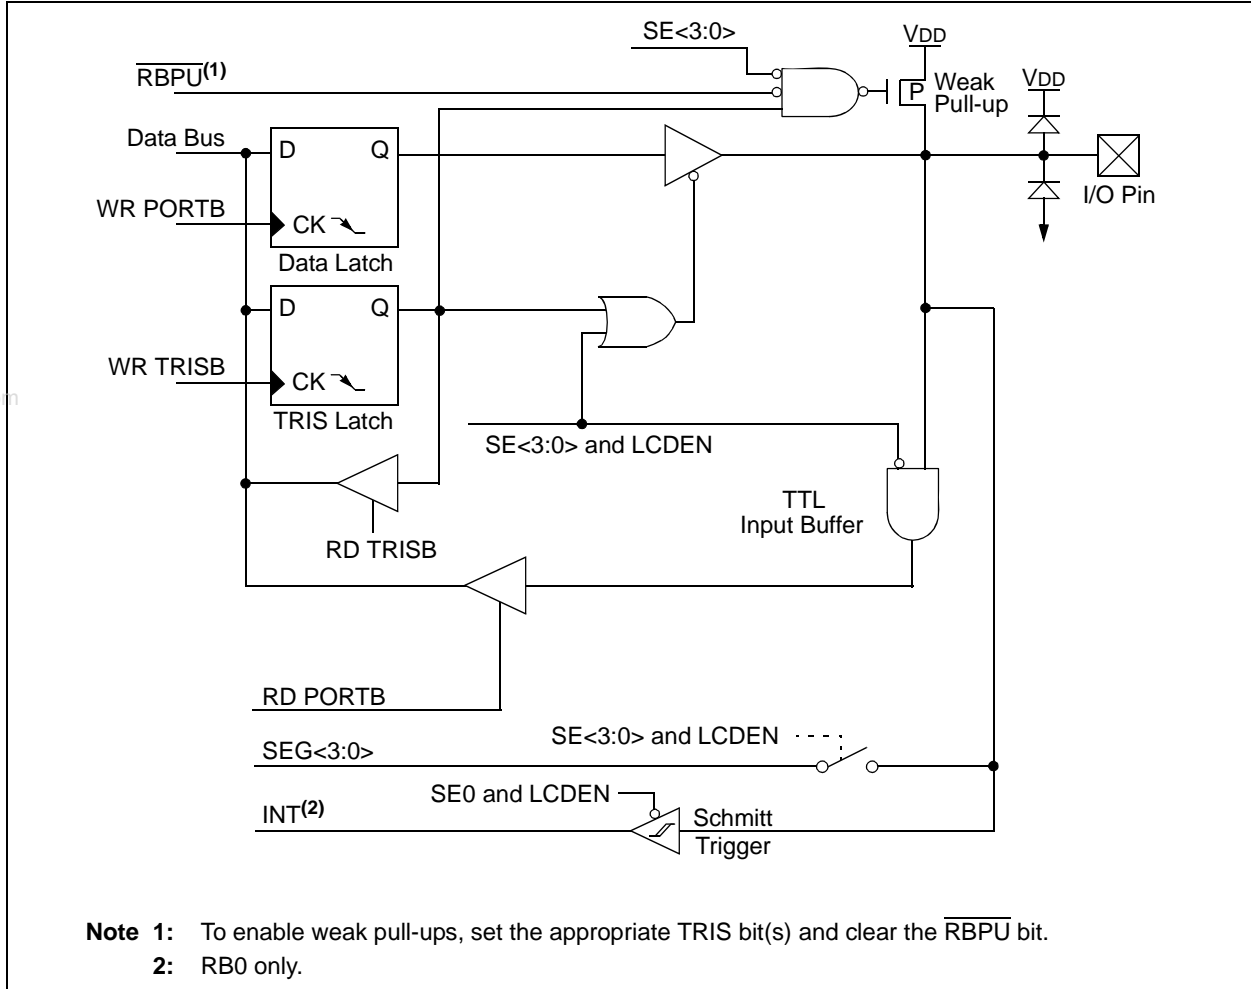 SE<3:0>
VDD
RBPU(1)
Weak
Pull-up
P
VDD
Data Bus
D Q
I/O Pin
WR PORTB
CK
Data Latch
D Q
WR TRISB
CK
m
TRIS Latch
SE<3:0> and LCDEN
TTL
Input Buffer
RD TRISB
RD PORTB
SE<3:0> and LCDEN
SEG<3:0>
SE0 and LCDEN
INT(2)
Schmitt
Trigger
Note 1: To enable weak pull-ups, set the appropriate TRIS bit(s) and clear the RBPU bit.
2: RB0 only.